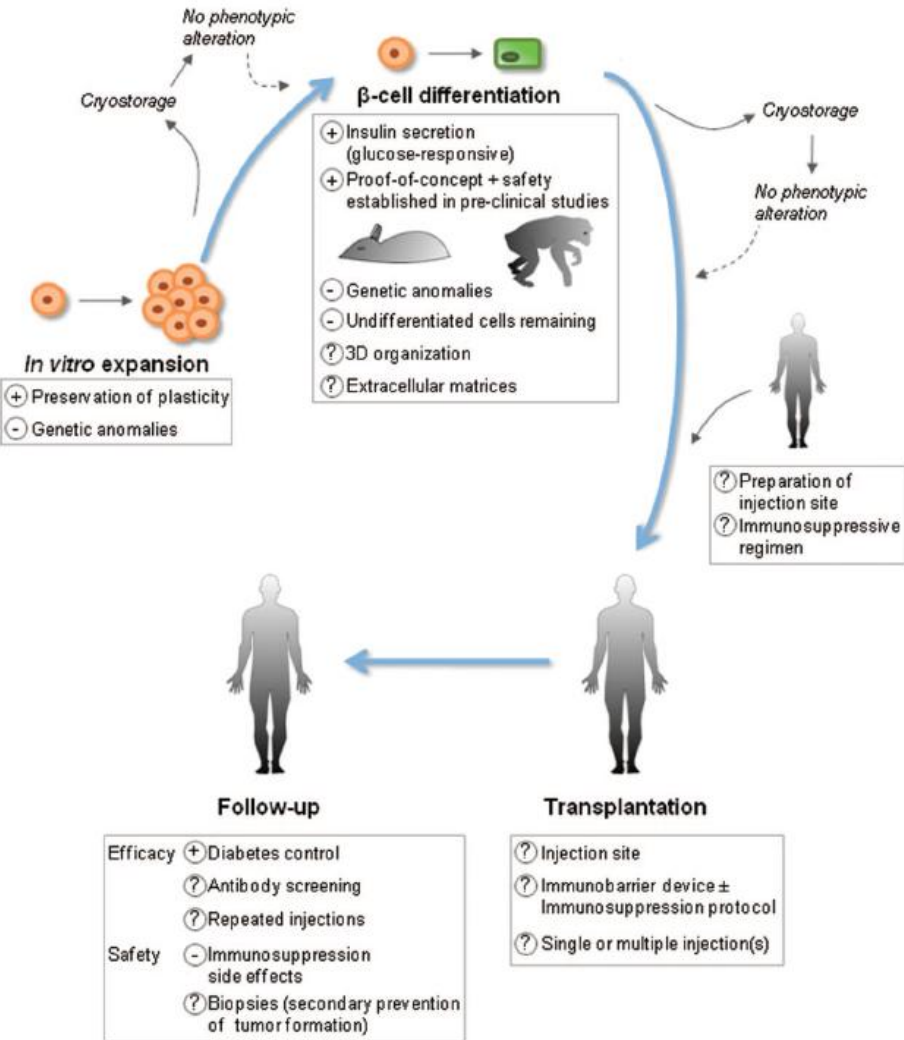 No phenotypic
alteration
Cryostorage
β-cell differentiation
+ Insulin secretion
(glucose-responsive)
+ Proof-of-concept + safety
established in pre-clinical studies
- Genetic anomalies
- Undifferentiated cells remaining
? 3D organization
? Extracellular matrices
Cryostorage
No phenotypic
alteration
In vitro expansion
+ Preservation of plasticity
- Genetic anomalies
? Preparation of
injection site
? Immunosuppressive
regimen
Follow-up
Efficacy + Diabetes control
? Antibody screening
? Repeated injections
Safety - Immunosuppression
side effects
? Biopsies (secondary prevention
of tumor formation)
Transplantation
? Injection site
? Immunobarrier device ±
Immunosuppression protocol
? Single or multiple injection(s)